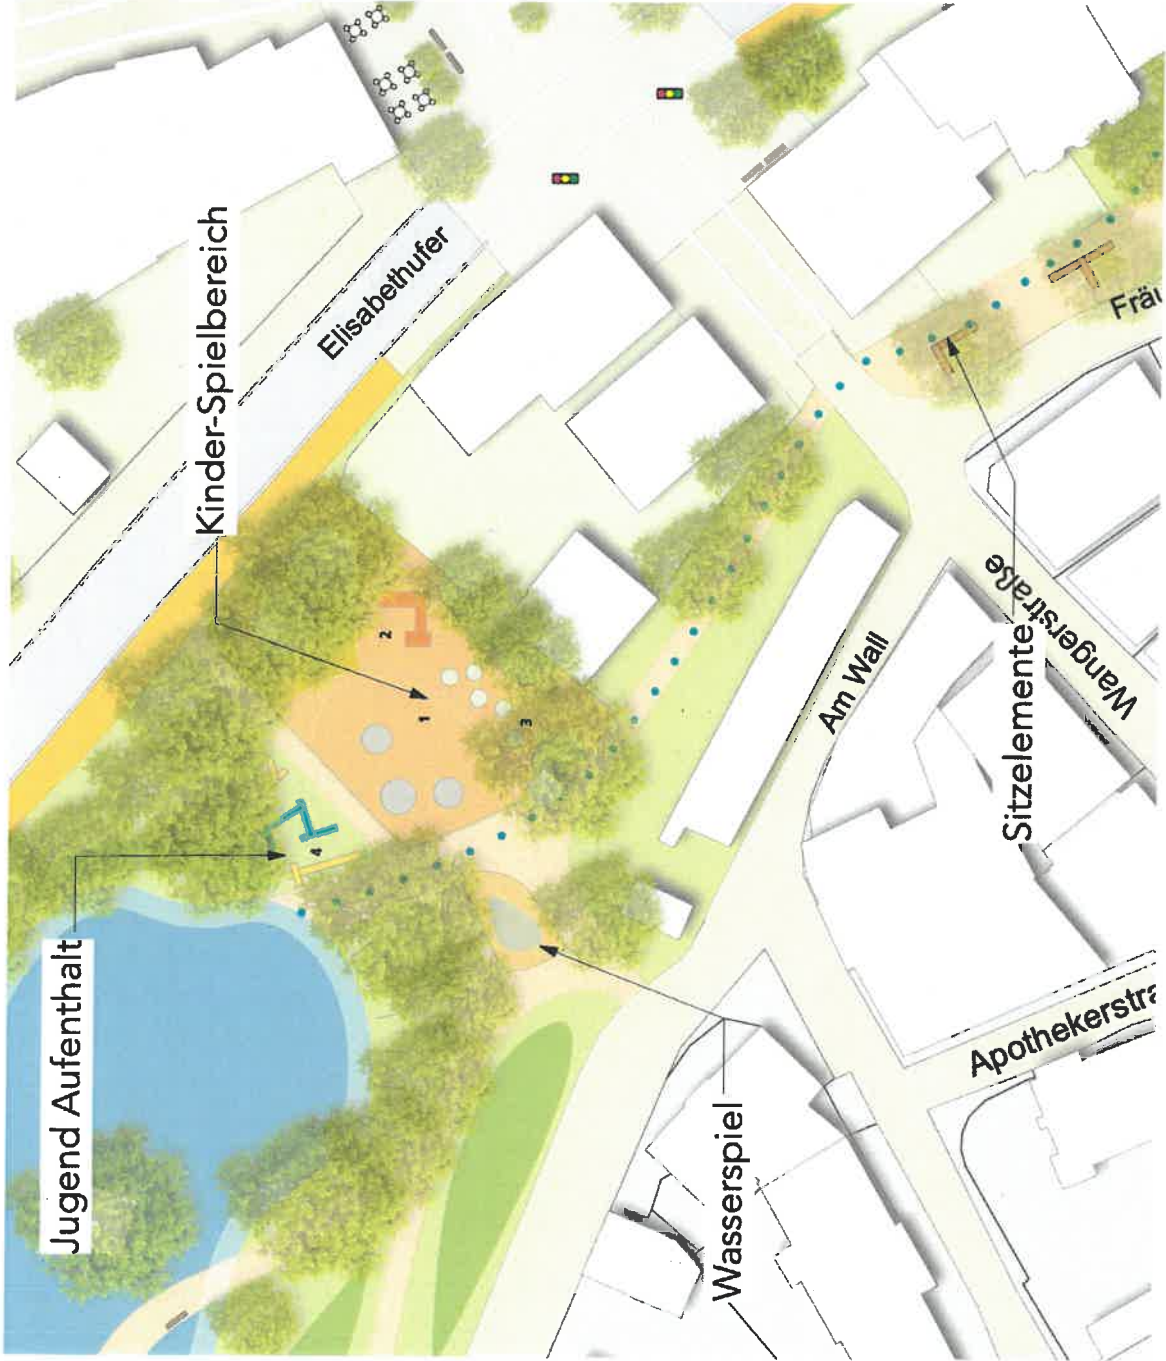 Jugend Aufenthalt
Kinder-Spielbereich
Elisabethufer
1
2
3
4
Wasserspiel
Sitzelemente
Am Wall
Wangerstraße
Apothekerstra
Fräu